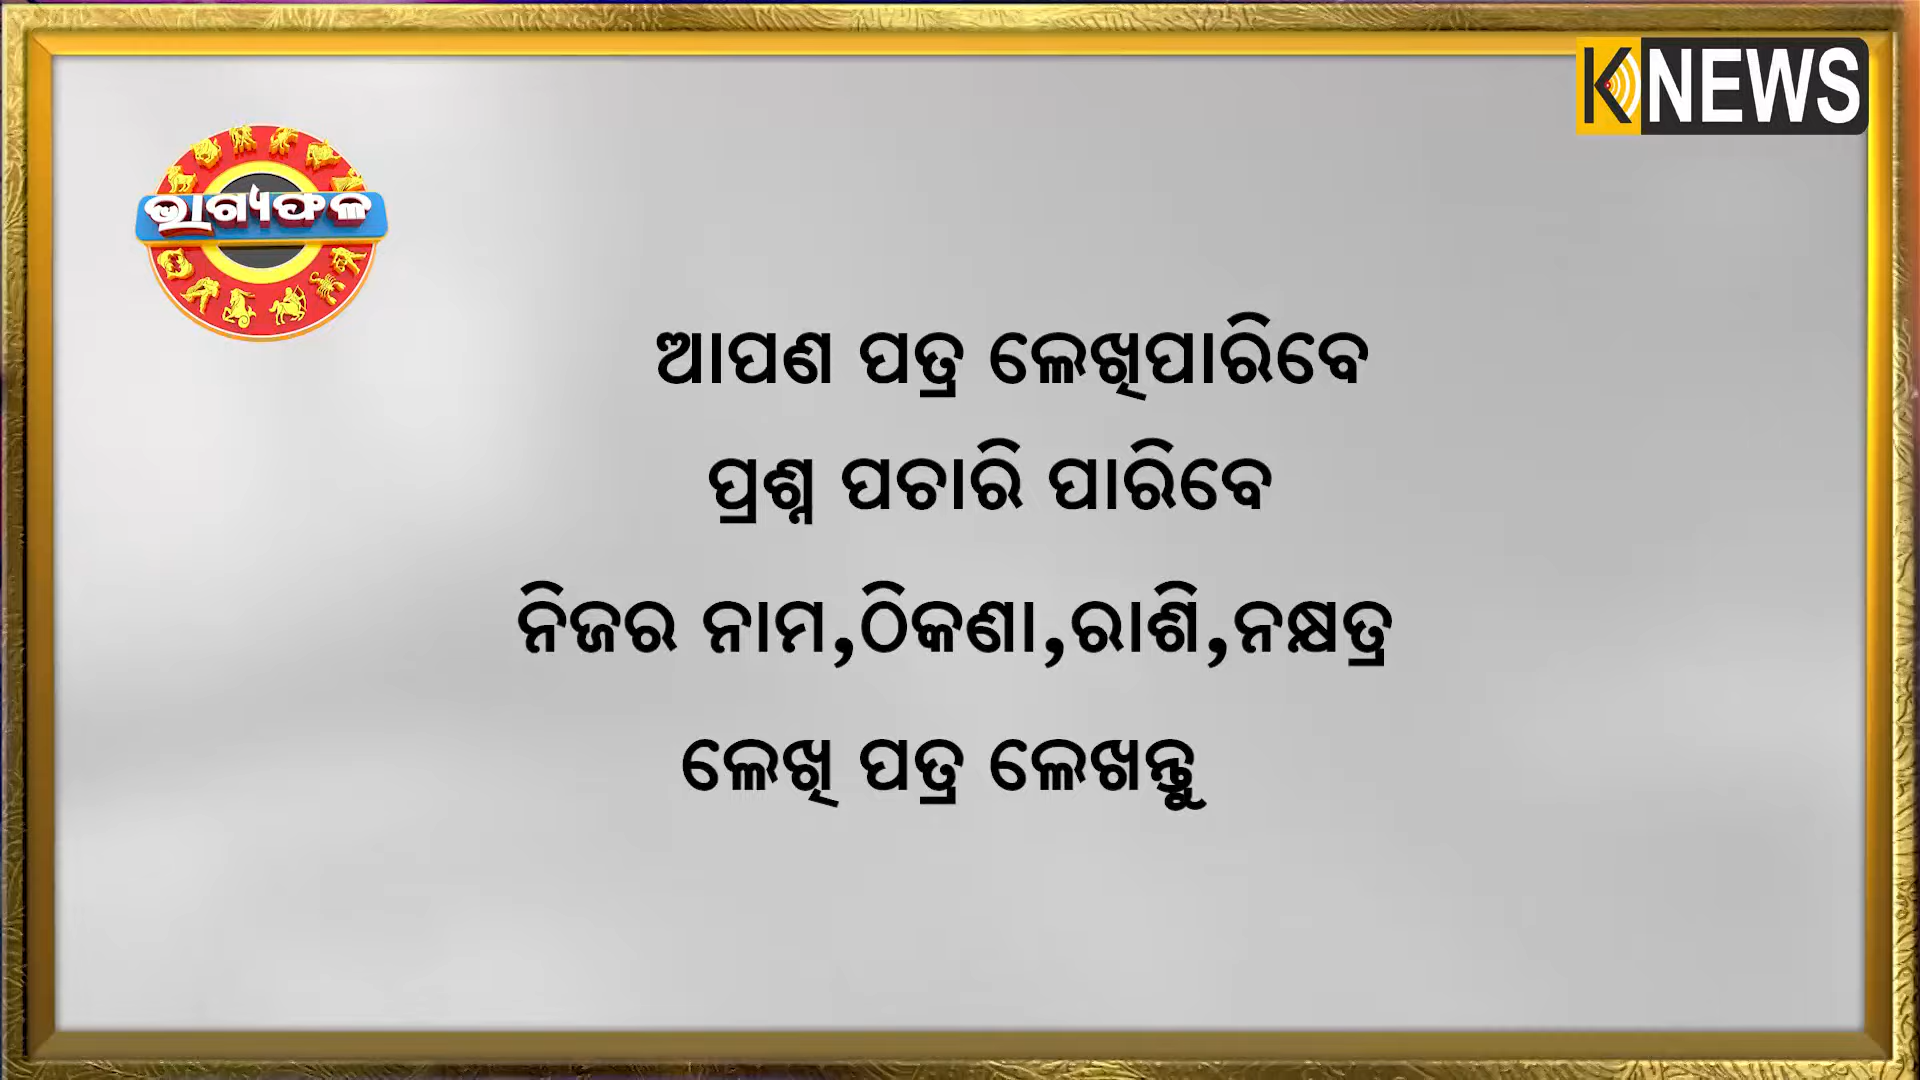 KNEWS
ଭାଗ୍ୟଫଳ
ଆପଣ ପତ୍ର ଲେଖିପାରିବେ
ପ୍ରଶ୍ନ ପଚାରି ପାରିବେ
ନିଜର ନାମ,ଠିକଣା,ରାଶି,ନକ୍ଷତ୍ର
ଲେଖି ପତ୍ର ଲେଖନ୍ତୁ